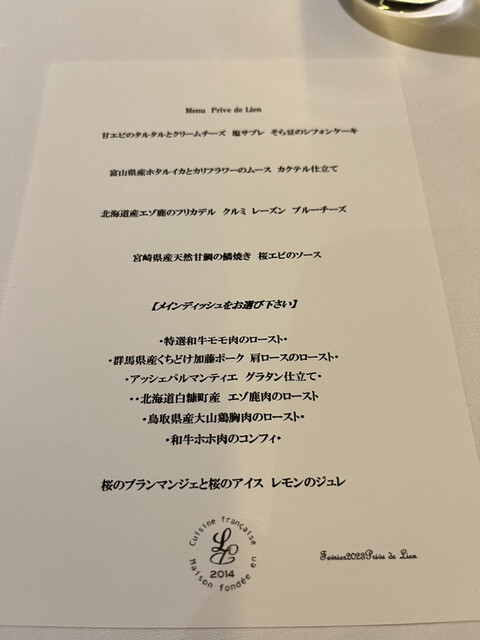 Menu Prive de Lien
甘エビのタルタルとクリームチーズ 塩サブレ そら豆のシフォンケーキ
富山県産ホタルイカとカリフラワーのムース カクテル仕立て
北海道産エゾ鹿のフリカデル クルミ レーズン ブルーチーズ
宮崎県産天然甘鯛の鱗焼き 桜エビのソース
【メインディッシュをお選び下さい】
・特選和牛モモ肉のロースト・
・群馬県産くちどけ加藤ポーク 肩ロースのロースト・
・アッシェパルマンティエ グラタン仕立て・
・・北海道白糠町産 エゾ鹿肉のロースト
・鳥取県産大山鶏胸肉のロースト・
・和牛ホホ肉のコンフィ・
桜のブランマンジェと桜のアイス レモンのジュレ
Cuisine française
2014
Maison fondée en
Fevrier2023Prive de Lien